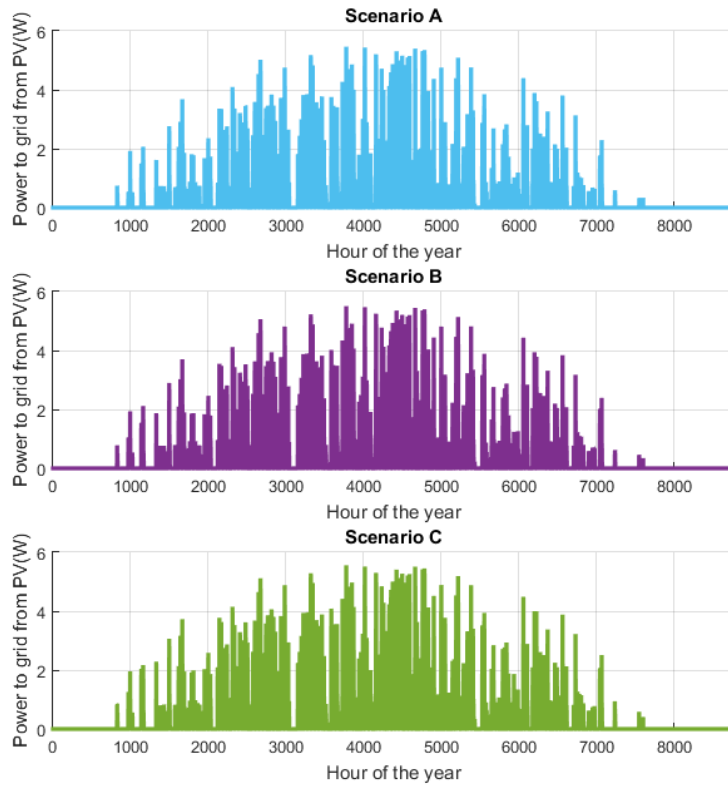 Scenario A
Power to grid from PV(W)
6
4
2
0
0 1000 2000 3000 4000 5000 6000 7000 8000
Hour of the year
Scenario B
Power to grid from PV(W)
6
4
2
0
0 1000 2000 3000 4000 5000 6000 7000 8000
Hour of the year
Scenario C
Power to grid from PV(W)
6
4
2
0
0 1000 2000 3000 4000 5000 6000 7000 8000
Hour of the year